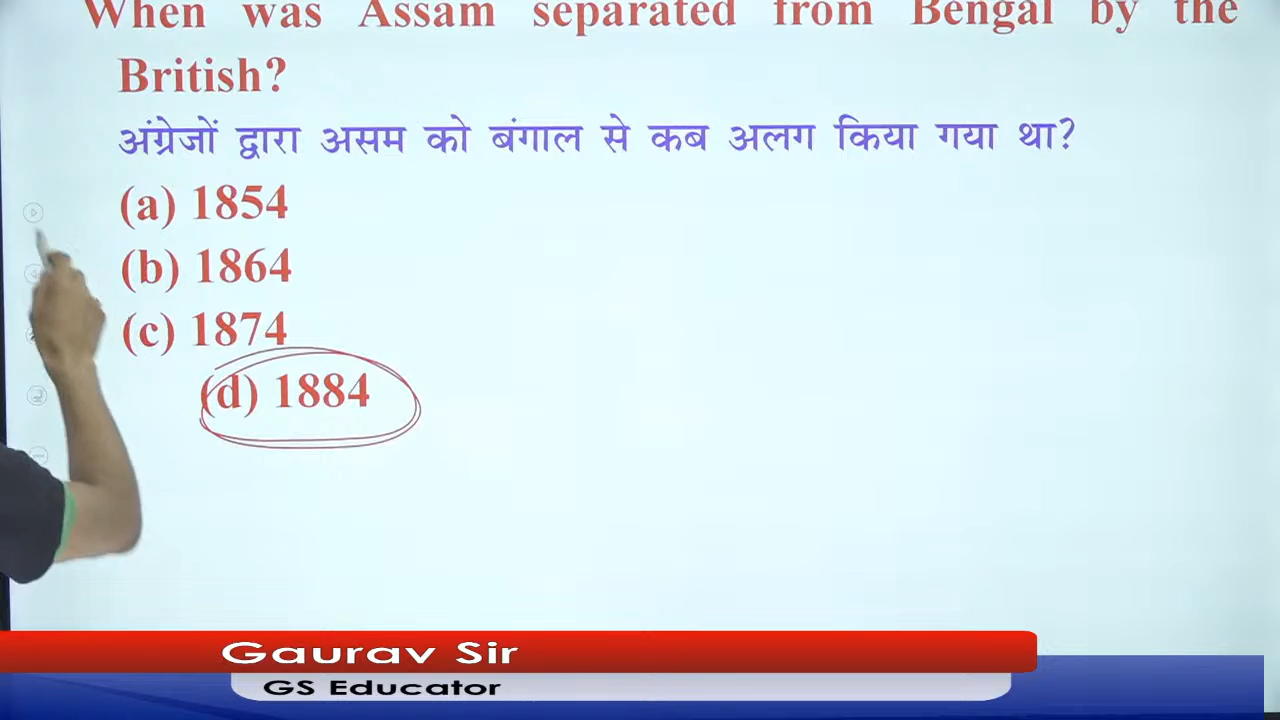 When was Assam separated from Bengal by the
British?
अंग्रेजों द्वारा असम को बंगाल से कब अलग किया गया था?
(a) 1854
(b) 1864
(c) 1874
(d) 1884
Gaurav Sir
GS Educator